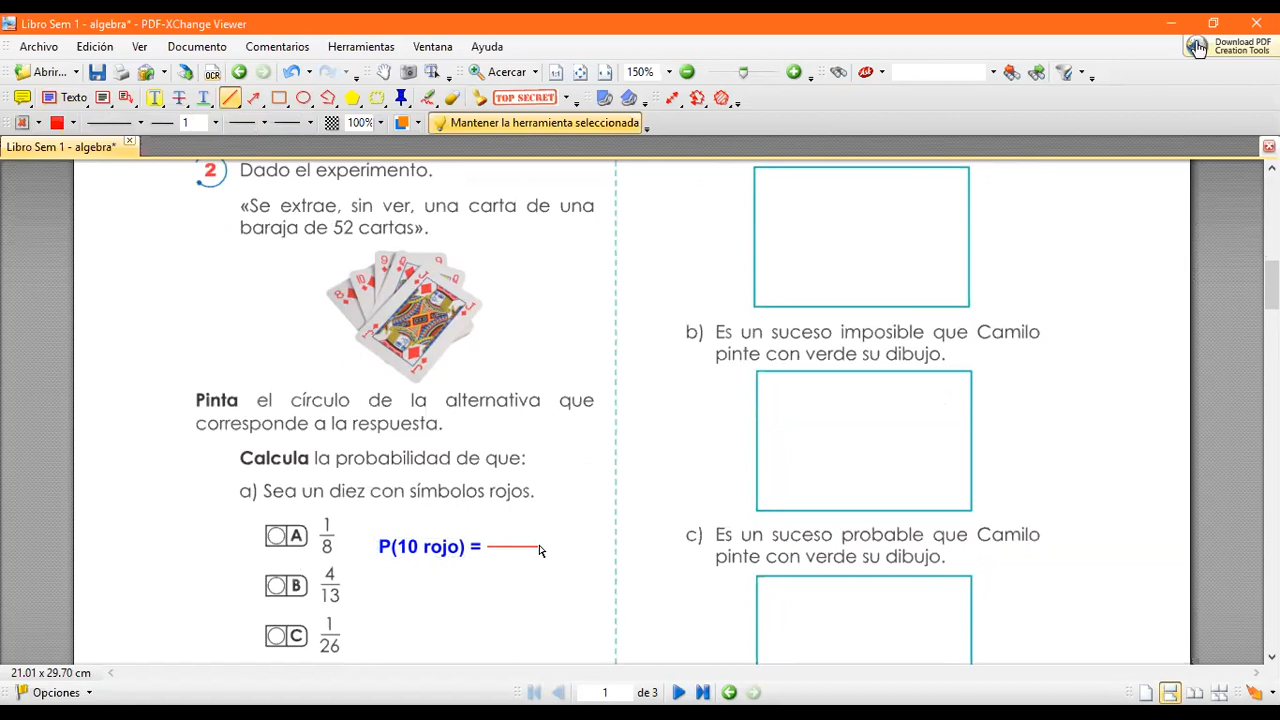 Libro Sem 1 - algebra* - PDF-XChange Viewer
Archivo Edición Ver Documento Comentarios Herramientas Ventana Ayuda
Download PDF
Creation Tools
Abrir... OCR Acercar 150%
Texto TOP SECRET
1 100% Mantener la herramienta seleccionada
Libro Sem 1 - algebra*
2 Dado el experimento.
«Se extrae, sin ver, una carta de una
baraja de 52 cartas».
Pinta el círculo de la alternativa que
corresponde a la respuesta.
Calcula la probabilidad de que:
a) Sea un diez con símbolos rojos.
A 1/8
P(10 rojo) =
B 4/13
C 1/26
b) Es un suceso imposible que Camilo
pinte con verde su dibujo.
c) Es un suceso probable que Camilo
pinte con verde su dibujo.
21.01 x 29.70 cm
Opciones 1 de 3